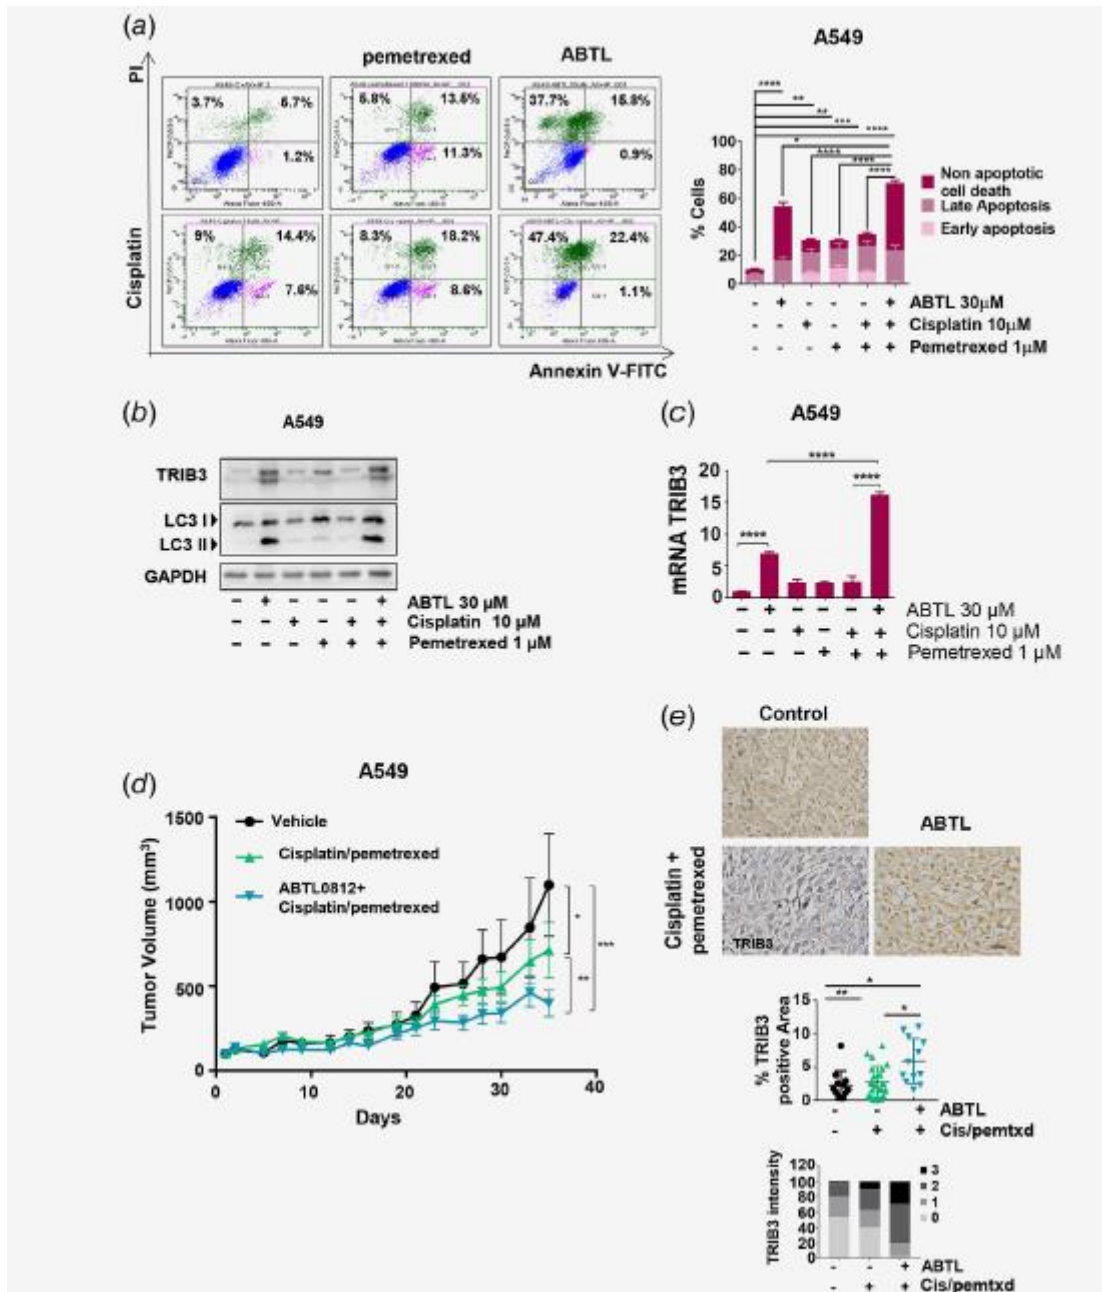 (a)
pemetrexed
ABTL
A549
PI
3.7%
5.7%
1.2%
5.8%
13.5%
11.3%
37.7%
15.8%
0.9%
Cisplatin
9%
14.4%
7.6%
8.3%
18.2%
8.6%
47.4%
22.4%
1.1%
Annexin V-FITC
****
**
**
***
****
*
****
****
****
% Cells
100
80
60
40
20
0
Non apoptotic
cell death
Late Apoptosis
Early apoptosis
- + - - - + ABTL 30µM
- - + - + + Cisplatin 10µM
- - - + + + Pemetrexed 1µM
(b)
A549
TRIB3
LC3 I
LC3 II
GAPDH
- + - - - + ABTL 30 µM
- - + - + + Cisplatin 10 µM
- - - + + + Pemetrexed 1 µM
(c)
A549
mRNA TRIB3
20
15
10
5
0
****
****
****
- + - - - + ABTL 30 µM
- - + - + + Cisplatin 10 µM
- - - + + + Pemetrexed 1 µM
(d)
A549
Tumor Volume (mm³)
1500
1000
500
0
Vehicle
Cisplatin/pemetrexed
ABTL0812+
Cisplatin/pemetrexed
*
**
***
0 10 20 30 40
Days
(e)
Control
ABTL
Cisplatin +
pemetrexed
TRIB3
% TRIB3
positive Area
15
10
5
0
*
*
- - + ABTL
- + + Cis/pemtxd
TRIB3 intensity
120
100
80
60
40
20
0
3
2
1
0
- - + ABTL
- + + Cis/pemtxd